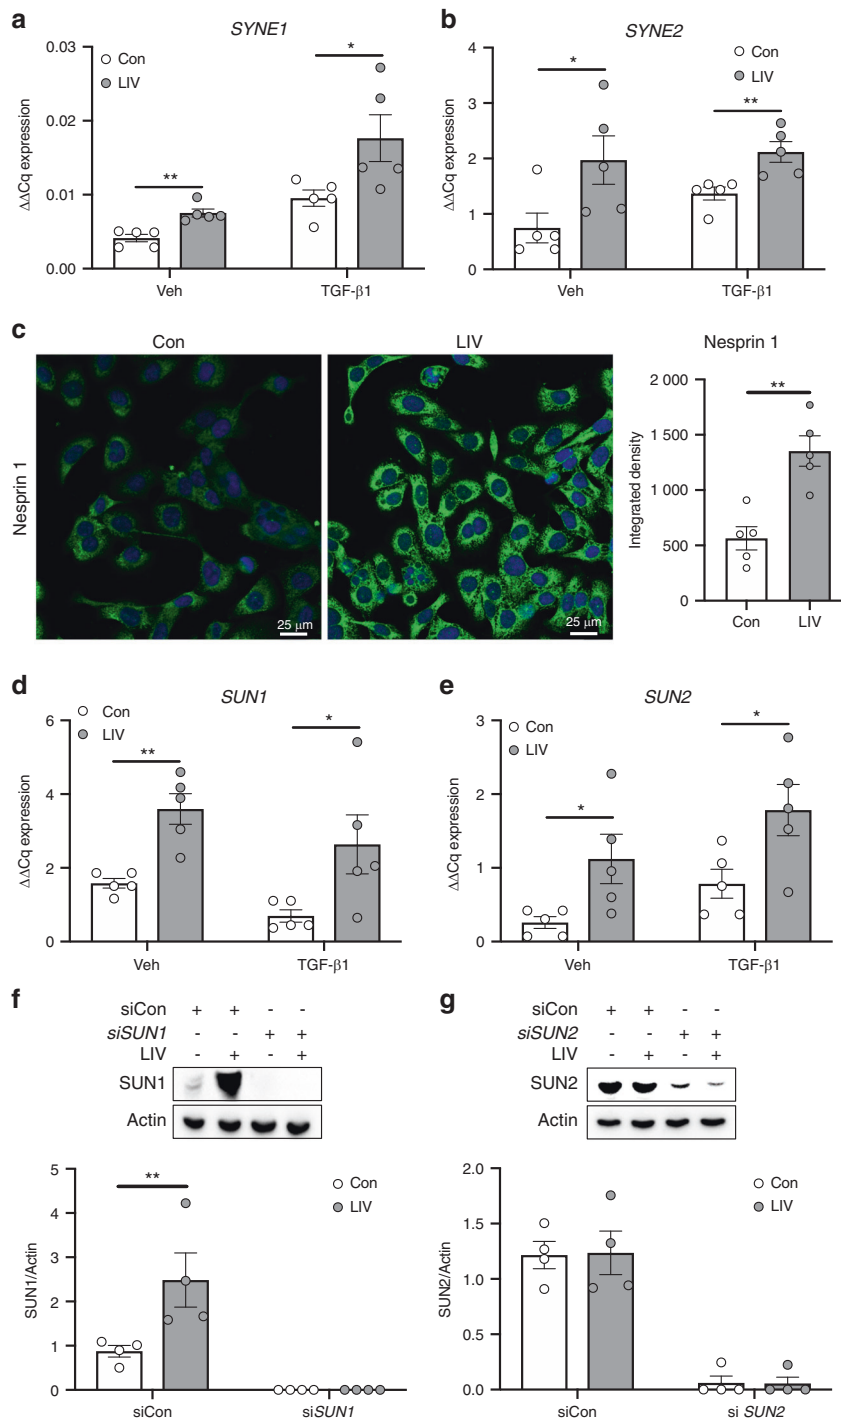 a
SYNE1
0.03
0.02
0.01
0.00
ΔΔCq expression
Con
LIV
**
*
Veh
TGF-β1
b
SYNE2
4
3
2
1
0
ΔΔCq expression
Con
LIV
*
**
Veh
TGF-β1
c
Con
LIV
Nesprin 1
25 μm
25 μm
Nesprin 1
2 000
1 500
1 000
500
0
Integrated density
**
Con
LIV
d
SUN1
6
4
2
0
ΔΔCq expression
Con
LIV
**
*
Veh
TGF-β1
e
SUN2
3
2
1
0
ΔΔCq expression
Con
LIV
*
*
Veh
TGF-β1
f
siCon + + - -
siSUN1 - - + +
LIV - + - +
SUN1
Actin
5
4
3
2
1
0
SUN1/Actin
**
Con
LIV
siCon
siSUN1
g
siCon + + - -
siSUN2 - - + +
LIV - + - +
SUN2
Actin
2.0
1.5
1.0
0.5
0.0
SUN2/Actin
Con
LIV
siCon
si SUN2